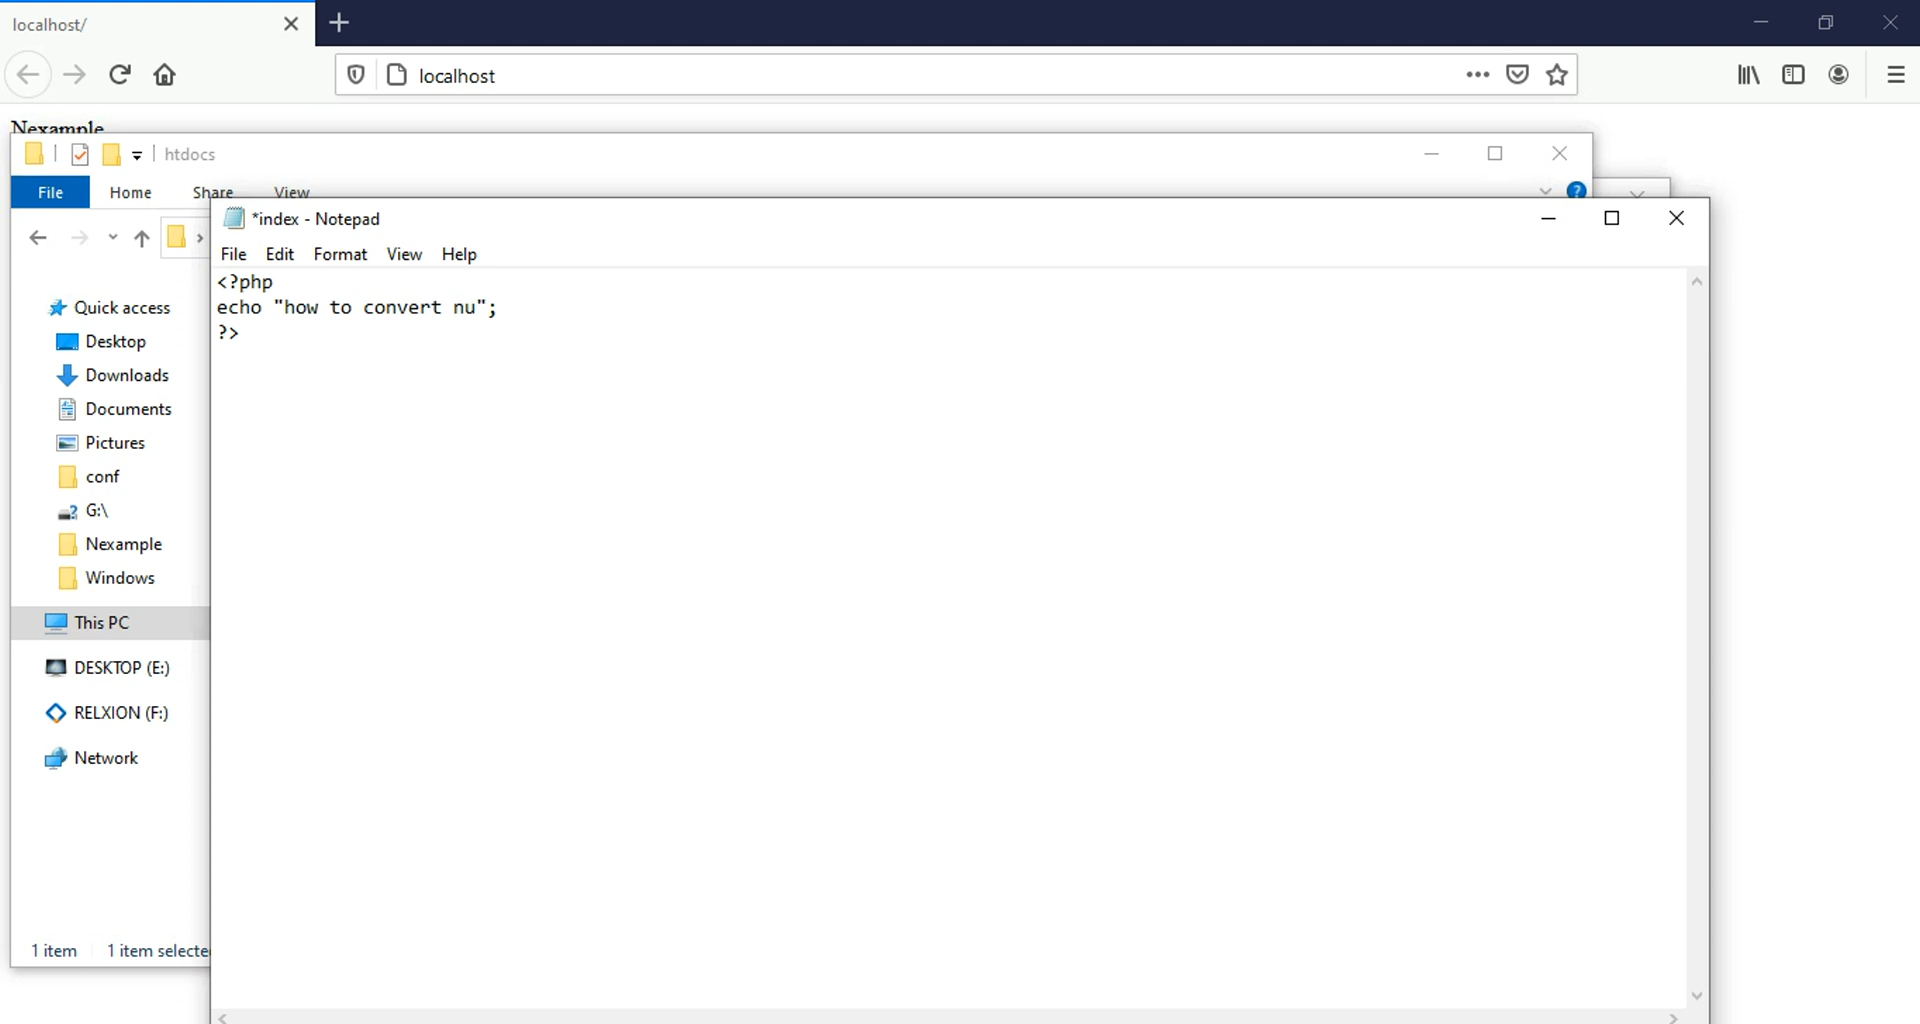 localhost/
localhost
Nexample
htdocs
File Home Share View
?
*index - Notepad
File Edit Format View Help
<?php
echo "how to convert nu";
?>
Quick access
Desktop
Downloads
Documents
Pictures
conf
G:\
Nexample
Windows
This PC
DESKTOP (E:)
RELXION (F:)
Network
1 item 1 item selected